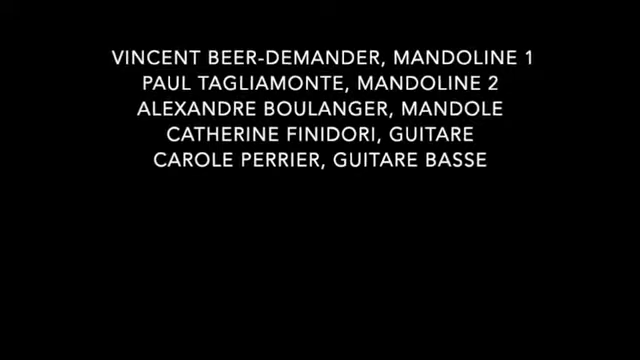 VINCENT BEER-DEMANDER, MANDOLINE 1
PAUL TAGLIAMONTE, MANDOLINE 2
ALEXANDRE BOULANGER, MANDOLE
CATHERINE FINIDORI, GUITARE
CAROLE PERRIER, GUITARE BASSE